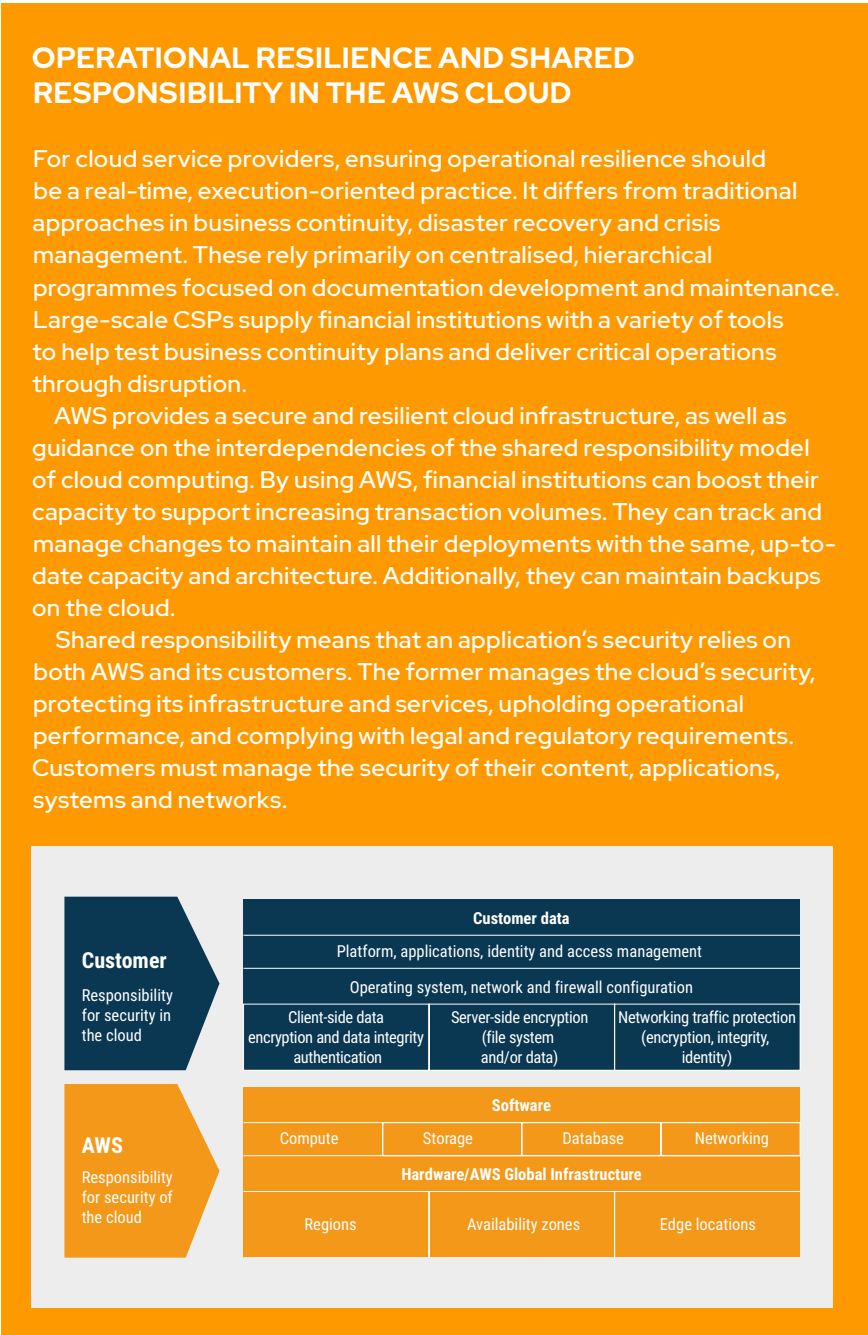 OPERATIONAL RESILIENCE AND SHARED
RESPONSIBILITY IN THE AWS CLOUD
For cloud service providers, ensuring operational resilience should
be a real-time, execution-oriented practice. It differs from traditional
approaches in business continuity, disaster recovery and crisis
management. These rely primarily on centralised, hierarchical
programmes focused on documentation development and maintenance.
Large-scale CSPs supply financial institutions with a variety of tools
to help test business continuity plans and deliver critical operations
through disruption.
AWS provides a secure and resilient cloud infrastructure, as well as
guidance on the interdependencies of the shared responsibility model
of cloud computing. By using AWS, financial institutions can boost their
capacity to support increasing transaction volumes. They can track and
manage changes to maintain all their deployments with the same, up-to-
date capacity and architecture. Additionally, they can maintain backups
on the cloud.
Shared responsibility means that an application's security relies on
both AWS and its customers. The former manages the cloud's security,
protecting its infrastructure and services, upholding operational
performance, and complying with legal and regulatory requirements.
Customers must manage the security of their content, applications,
systems and networks.
Customer
Responsibility
for security in
the cloud
Customer data
Platform, applications, identity and access management
Operating system, network and firewall configuration
Client-side data
encryption and data integrity
authentication
Server-side encryption
(file system
and/or data)
Networking traffic protection
(encryption, integrity,
identity)
AWS
Responsibility
for security of
the cloud
Software
Compute
Storage
Database
Networking
Hardware/AWS Global Infrastructure
Regions
Availability zones
Edge locations